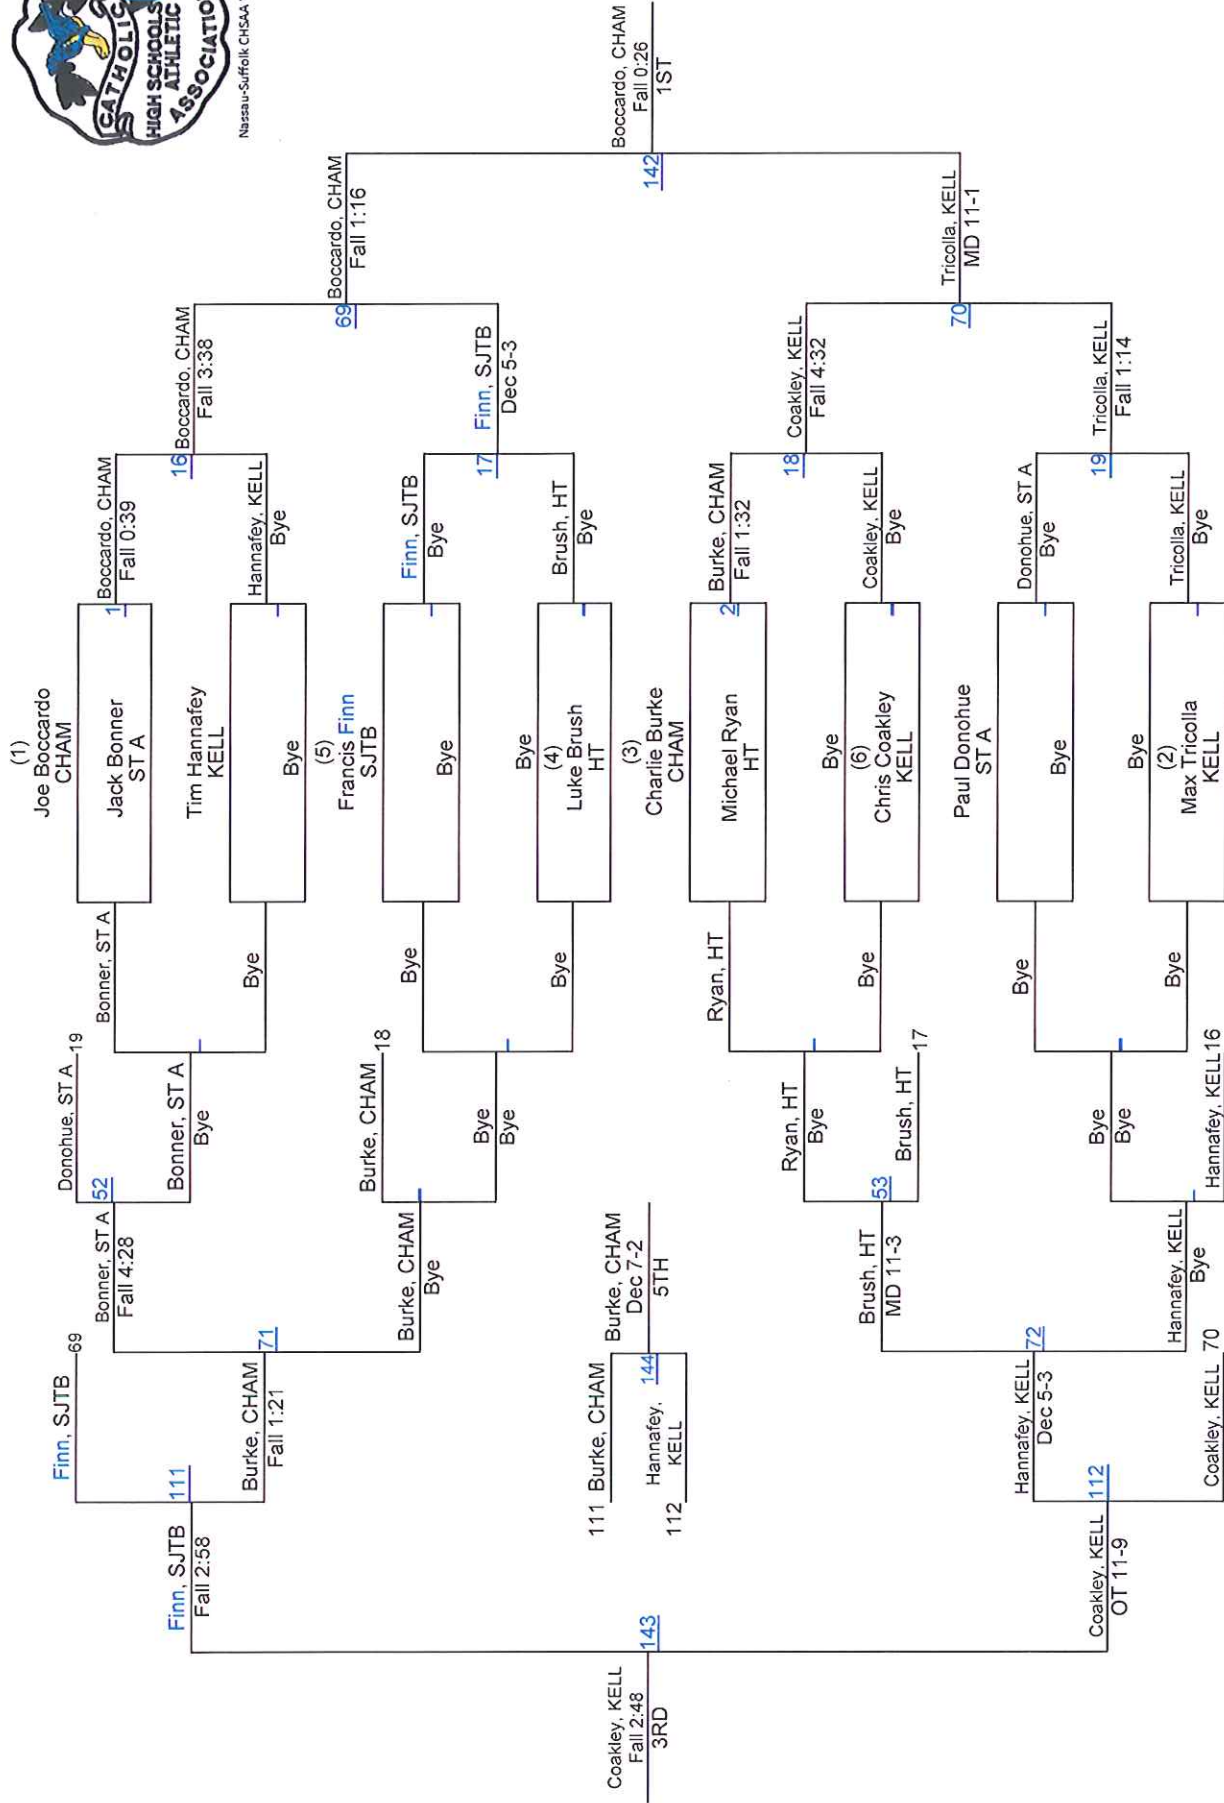 CATHOLIC
HIGH SCHOOLS
ATHLETIC
ASSOCIATIO
Nassau-Suffolk CHSAA
(1)
Joe Boccardo
CHAM
Jack Bonner
ST A
1
Boccardo, CHAM
Fall 0:39
Tim Hannafey
KELL
Bye
Hannafey, KELL
Bye
16
Boccardo, CHAM
Fall 3:38
(5)
Francis Finn
SJTB
Bye
Finn, SJTB
Bye
Bye
(4)
Luke Brush
HT
Brush, HT
Bye
17
Finn, SJTB
Dec 5-3
69
Boccardo, CHAM
Fall 1:16
(3)
Charlie Burke
CHAM
Michael Ryan
HT
2
Burke, CHAM
Fall 1:32
Bye
(6)
Chris Coakley
KELL
Coakley, KELL
Bye
18
Coakley, KELL
Fall 4:32
Paul Donohue
ST A
Bye
Donohue, ST A
Bye
Bye
(2)
Max Tricolla
KELL
Tricolla, KELL
Bye
19
Tricolla, KELL
Fall 1:14
70
Tricolla, KELL
MD 11-1
142
Boccardo, CHAM
Fall 0:26
1ST
Bonner, ST A
Bye
Bye
Bye
Ryan, HT
Bye
Bye
Bye
Donohue, ST A 19
52
Bonner, ST A
Bye
Burke, CHAM 18
Bye
Bye
Ryan, HT
Bye
53
Brush, HT 17
Bye
Bye
Hannafey, KELL 16
Finn, SJTB 69
Bonner, ST A
Fall 4:28
71
Burke, CHAM
Bye
Brush, HT
MD 11-3
72
Hannafey, KELL
Bye
111
Burke, CHAM
Fall 1:21
Hannafey, KELL
Dec 5-3
112
Coakley, KELL 70
111 Burke, CHAM
144
Hannafey,
KELL
112
Burke, CHAM
Dec 7-2
5TH
Finn, SJTB
Fall 2:58
143
Coakley, KELL
OT 11-9
Coakley, KELL
Fall 2:48
3RD